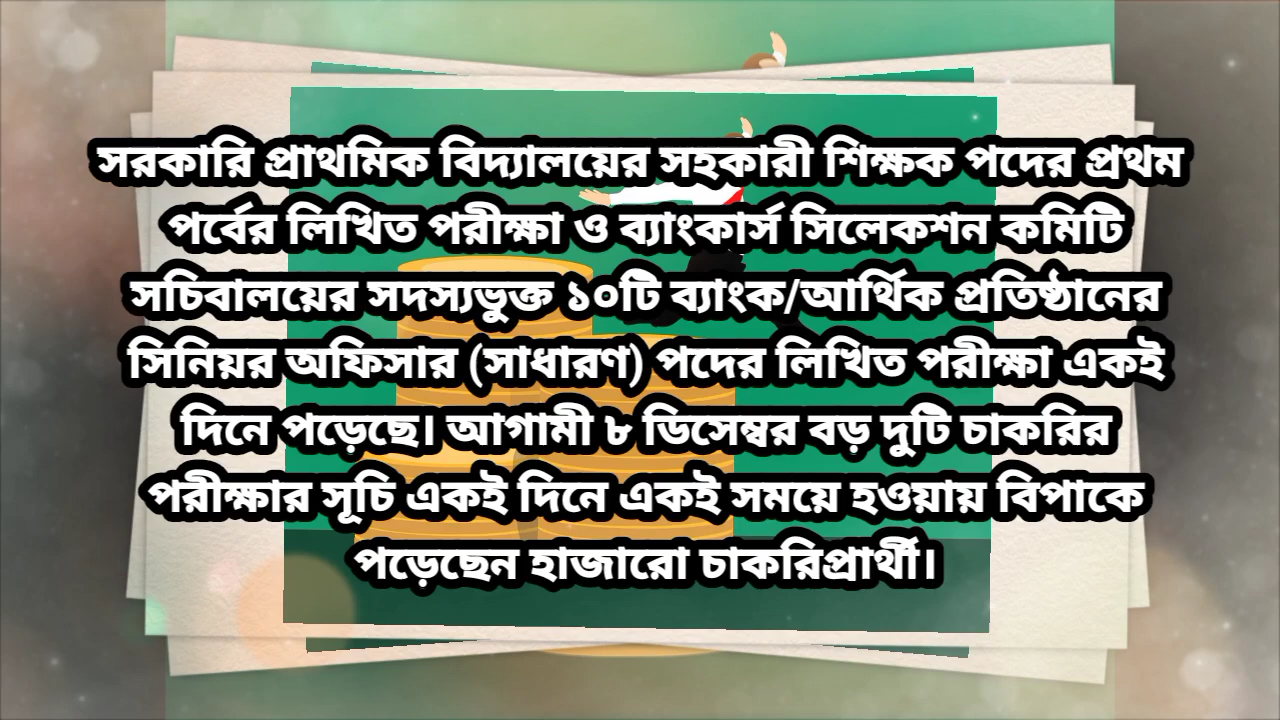 সরকারি প্রাথমিক বিদ্যালয়ের সহকারী শিক্ষক পদের প্রথম
পর্বের লিখিত পরীক্ষা ও ব্যাংকার্স সিলেকশন কমিটি
সচিবালয়ের সদস্যভুক্ত ১০টি ব্যাংক/আর্থিক প্রতিষ্ঠানের
সিনিয়র অফিসার (সাধারণ) পদের লিখিত পরীক্ষা একই
দিনে পড়েছে। আগামী ৮ ডিসেম্বর বড় দুটি চাকরির
পরীক্ষার সূচি একই দিনে একই সময়ে হওয়ায় বিপাকে
পড়েছেন হাজারো চাকরিপ্রার্থী।